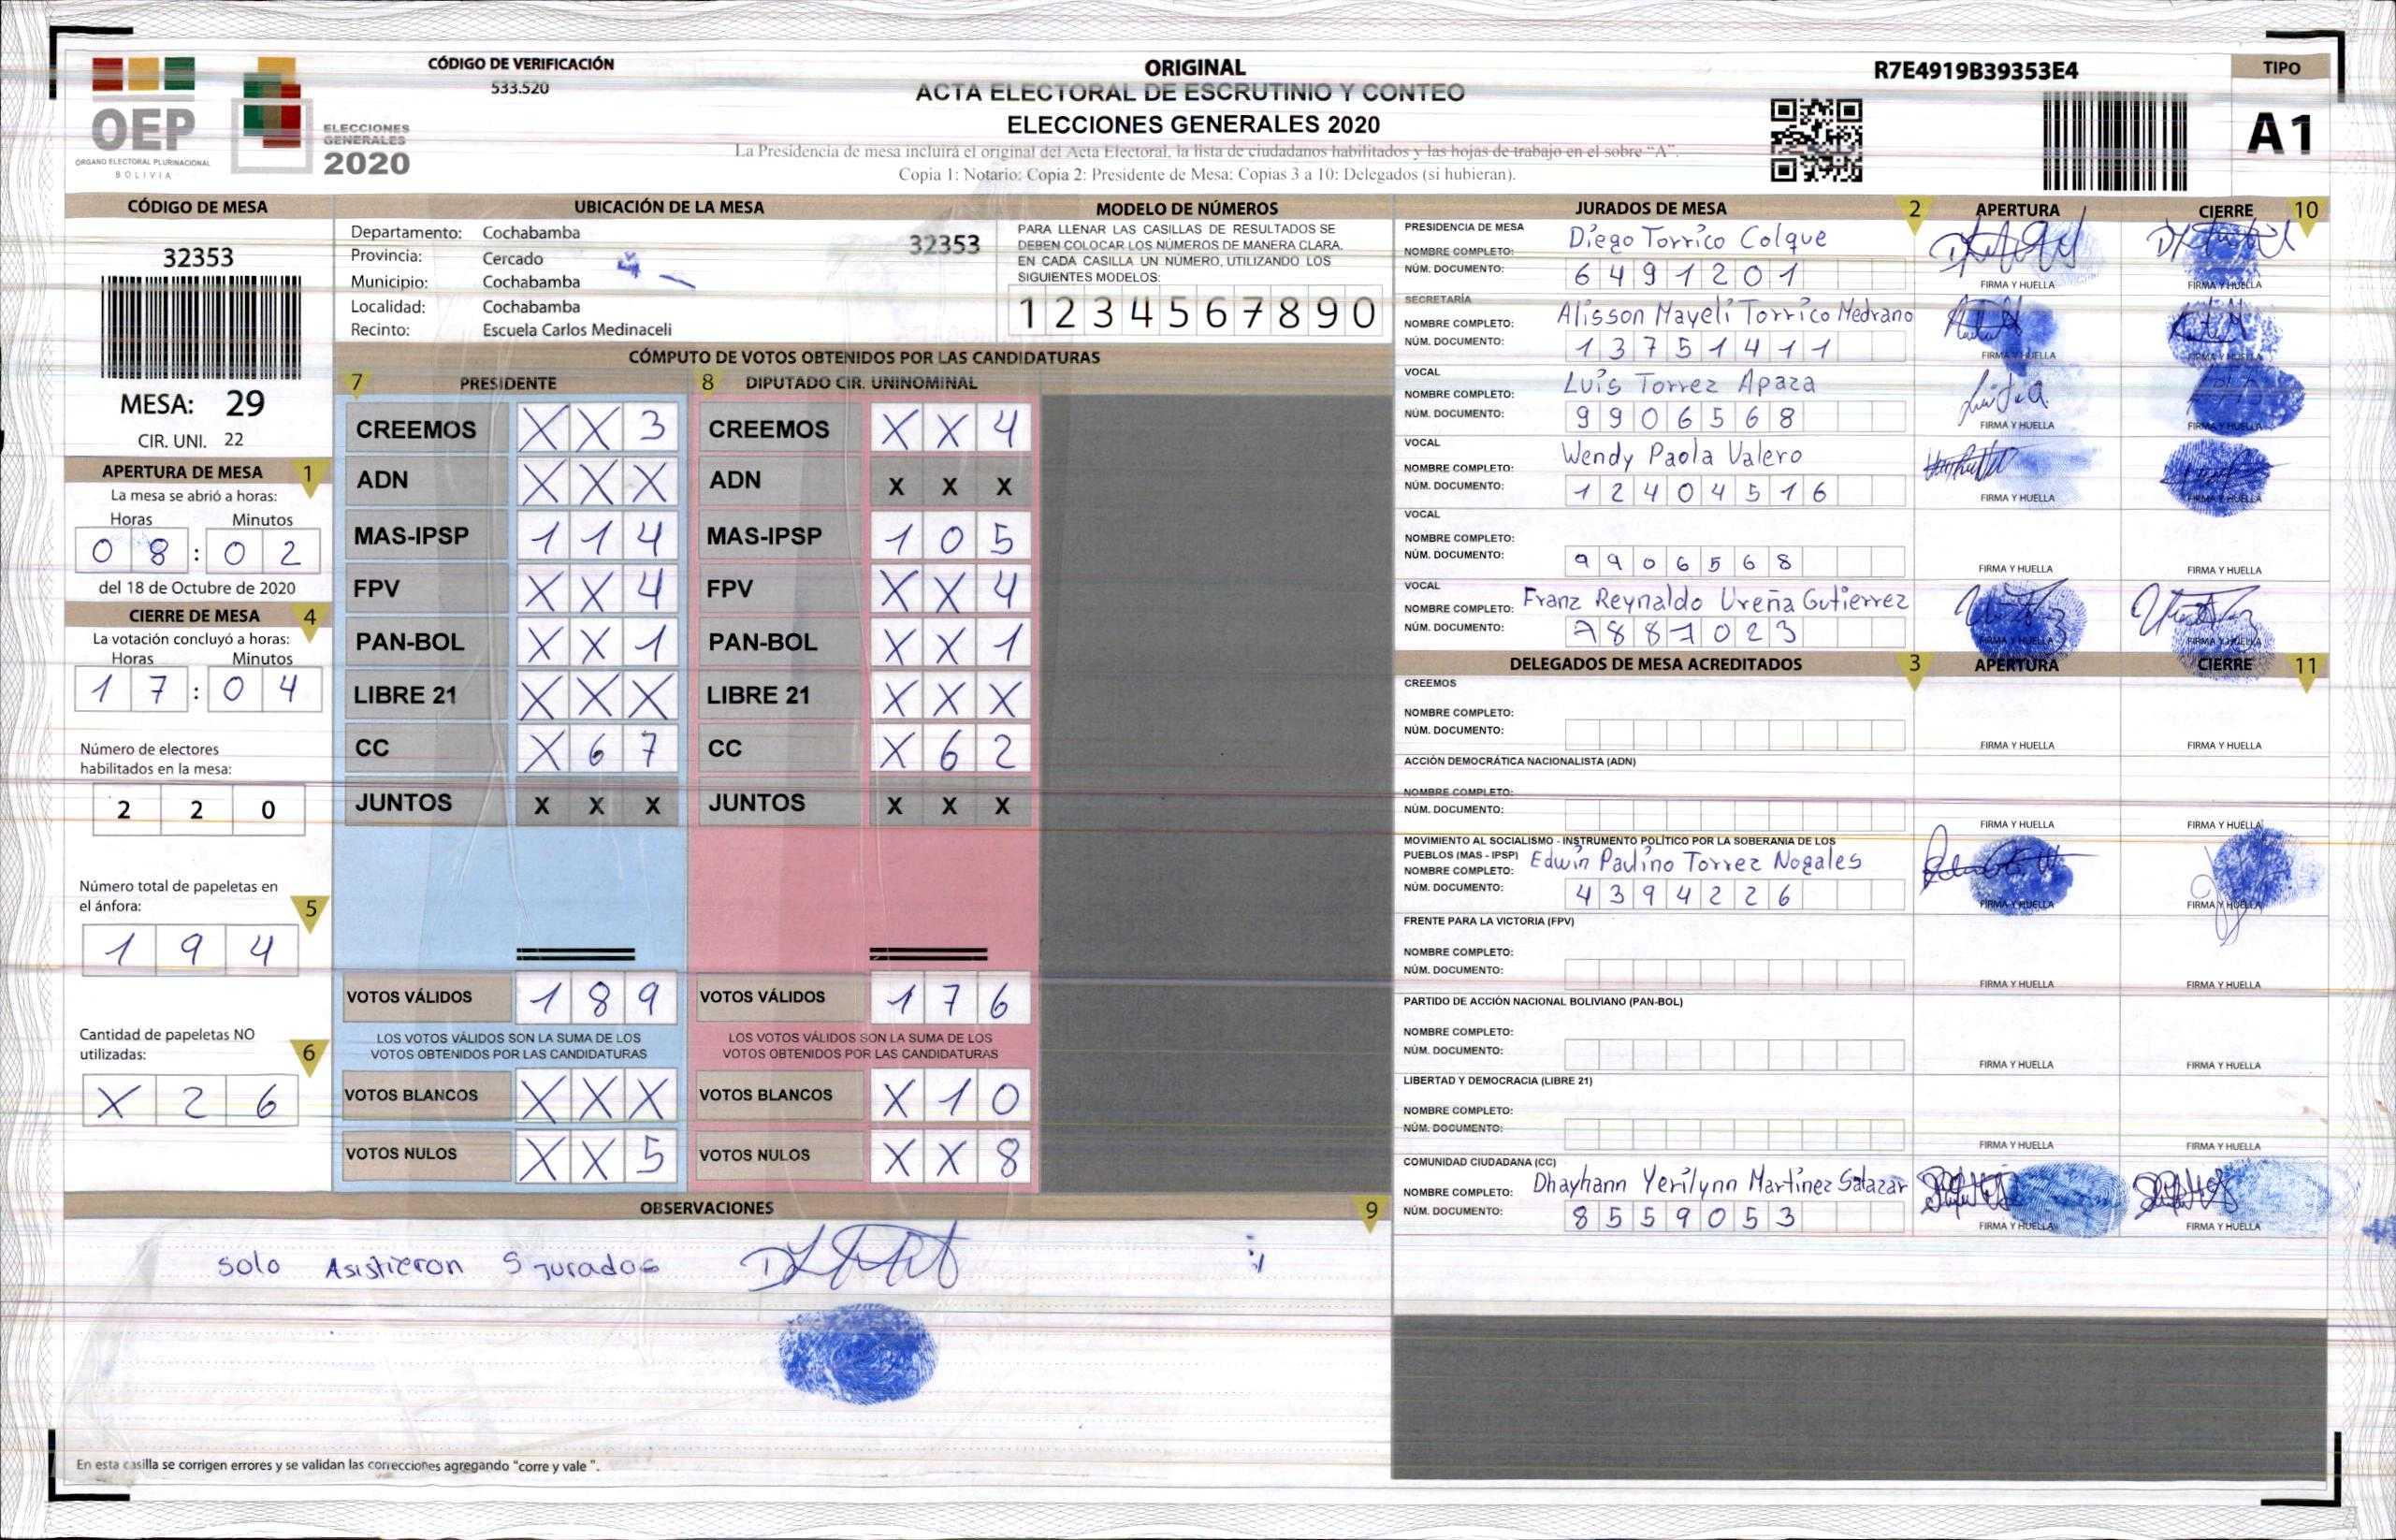 OEP
ÓRGANO ELECTORAL PLURINACIONAL
BOLIVIA
ELECCIONES
GENERALES
2020
CÓDIGO DE VERIFICACIÓN
533.520
ORIGINAL
ACTA ELECTORAL DE ESCRUTINIO Y CONTEO
ELECCIONES GENERALES 2020
La Presidencia de mesa incluirá el original del Acta Electoral, la lista de ciudadanos habilitados y las hojas de trabajo en el sobre "A".
Copia 1: Notario; Copia 2: Presidente de Mesa; Copias 3 a 10: Delegados (si hubieran).
R7E4919B39353E4
TIPO
A1
CÓDIGO DE MESA
32353
MESA: 29
CIR. UNI. 22
APERTURA DE MESA 1
La mesa se abrió a horas:
Horas Minutos
0 8 : 0 2
del 18 de Octubre de 2020
CIERRE DE MESA 4
La votación concluyó a horas:
Horas Minutos
1 7 : 0 4
Número de electores
habilitados en la mesa:
2 2 0
Número total de papeletas en
el ánfora: 5
1 9 4
Cantidad de papeletas NO
utilizadas: 6
X 2 6
UBICACIÓN DE LA MESA
Departamento: Cochabamba
32353
Provincia: Cercado
Municipio: Cochabamba
Localidad: Cochabamba
Recinto: Escuela Carlos Medinaceli
MODELO DE NÚMEROS
PARA LLENAR LAS CASILLAS DE RESULTADOS SE
DEBEN COLOCAR LOS NÚMEROS DE MANERA CLARA.
EN CADA CASILLA UN NÚMERO, UTILIZANDO LOS
SIGUIENTES MODELOS:
1 2 3 4 5 6 7 8 9 0
CÓMPUTO DE VOTOS OBTENIDOS POR LAS CANDIDATURAS
7 PRESIDENTE 8 DIPUTADO CIR. UNINOMINAL
CREEMOS X X 3 CREEMOS X X 4
ADN X X X ADN X X X
MAS-IPSP 1 1 4 MAS-IPSP 1 0 5
FPV X X 4 FPV X X 4
PAN-BOL X X 1 PAN-BOL X X 1
LIBRE 21 X X X LIBRE 21 X X X
CC X 6 7 CC X 6 2
JUNTOS X X X JUNTOS X X X
VOTOS VÁLIDOS 1 8 9 VOTOS VÁLIDOS 1 7 6
LOS VOTOS VÁLIDOS SON LA SUMA DE LOS LOS VOTOS VÁLIDOS SON LA SUMA DE LOS
VOTOS OBTENIDOS POR LAS CANDIDATURAS VOTOS OBTENIDOS POR LAS CANDIDATURAS
VOTOS BLANCOS X X X VOTOS BLANCOS X 1 0
VOTOS NULOS X X 5 VOTOS NULOS X X 8
OBSERVACIONES 9
solo Asistieron 5 jurados
En esta casilla se corrigen errores y se validan las correcciones agregando "corre y vale ".
JURADOS DE MESA 2 APERTURA CIERRE 10
PRESIDENCIA DE MESA
NOMBRE COMPLETO: Diego Torrico Colque
NÚM. DOCUMENTO: 6 4 9 1 2 0 1
FIRMA Y HUELLA FIRMA Y HUELLA
SECRETARÍA
NOMBRE COMPLETO: Alisson Mayeli Torrico Medrano
NÚM. DOCUMENTO: 1 3 7 5 1 4 1 1
FIRMA Y HUELLA FIRMA Y HUELLA
VOCAL
NOMBRE COMPLETO: Luis Torrez Apaza
NÚM. DOCUMENTO: 9 9 0 6 5 6 8
FIRMA Y HUELLA FIRMA Y HUELLA
VOCAL
NOMBRE COMPLETO: Wendy Paola Valero
NÚM. DOCUMENTO: 1 2 4 0 4 5 1 6
FIRMA Y HUELLA FIRMA Y HUELLA
VOCAL
NOMBRE COMPLETO:
NÚM. DOCUMENTO: 9 9 0 6 5 6 8
FIRMA Y HUELLA FIRMA Y HUELLA
VOCAL
NOMBRE COMPLETO: Franz Reynaldo Ureña Gutierrez
NÚM. DOCUMENTO: 7 8 8 1 0 2 3
FIRMA Y HUELLA FIRMA Y HUELLA
DELEGADOS DE MESA ACREDITADOS 3 APERTURA CIERRE 11
CREEMOS
NOMBRE COMPLETO:
NÚM. DOCUMENTO:
FIRMA Y HUELLA FIRMA Y HUELLA
ACCIÓN DEMOCRÁTICA NACIONALISTA (ADN)
NOMBRE COMPLETO:
NÚM. DOCUMENTO:
FIRMA Y HUELLA FIRMA Y HUELLA
MOVIMIENTO AL SOCIALISMO - INSTRUMENTO POLÍTICO POR LA SOBERANIA DE LOS
PUEBLOS (MAS - IPSP)
NOMBRE COMPLETO: Edwin Paulino Torrez Nogales
NÚM. DOCUMENTO: 4 3 9 4 2 2 6
FIRMA Y HUELLA FIRMA Y HUELLA
FRENTE PARA LA VICTORIA (FPV)
NOMBRE COMPLETO:
NÚM. DOCUMENTO:
FIRMA Y HUELLA FIRMA Y HUELLA
PARTIDO DE ACCIÓN NACIONAL BOLIVIANO (PAN-BOL)
NOMBRE COMPLETO:
NÚM. DOCUMENTO:
FIRMA Y HUELLA FIRMA Y HUELLA
LIBERTAD Y DEMOCRACIA (LIBRE 21)
NOMBRE COMPLETO:
NÚM. DOCUMENTO:
FIRMA Y HUELLA FIRMA Y HUELLA
COMUNIDAD CIUDADANA (CC)
NOMBRE COMPLETO: Dhayhann Yerilynn Martinez Salazar
NÚM. DOCUMENTO: 8 5 5 9 0 5 3
FIRMA Y HUELLA FIRMA Y HUELLA